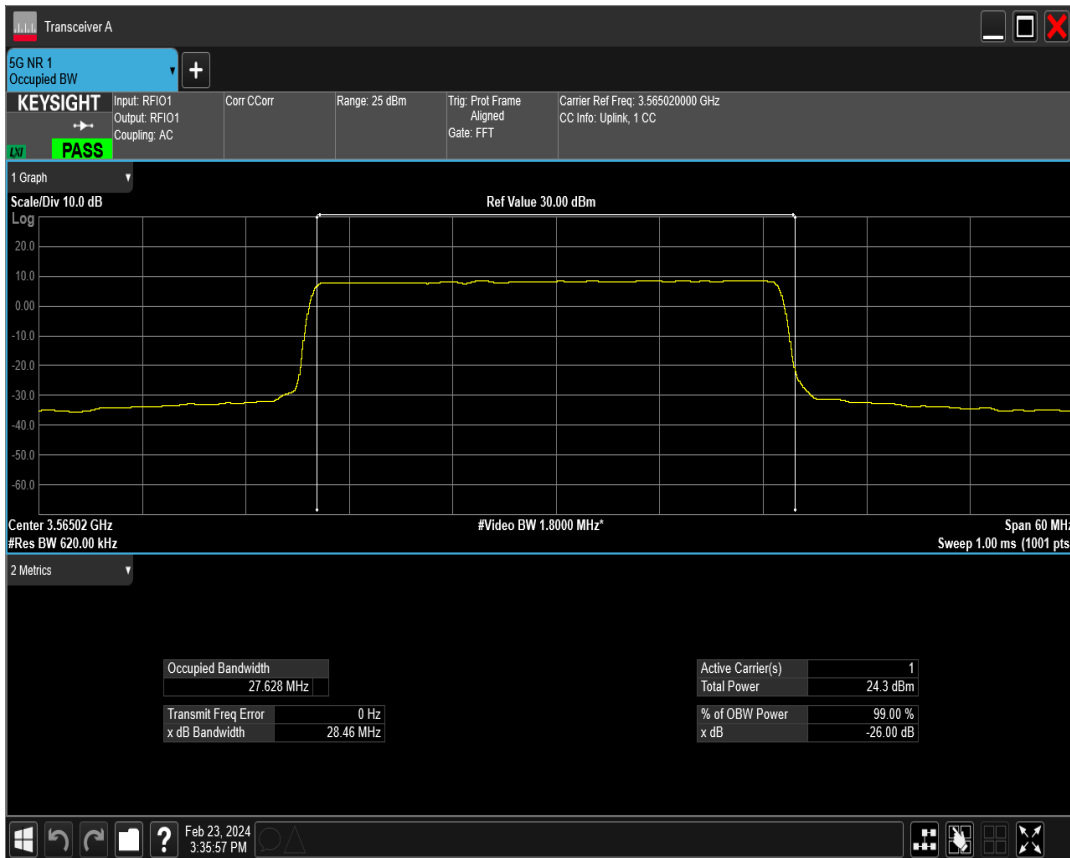 Transceiver A
5G NR 1
Occupied BW
+
KEYSIGHT
LXI
PASS
Input: RFIO1
Output: RFIO1
Coupling: AC
Corr CCorr
Range: 25 dBm
Trig: Prot Frame
Aligned
Gate: FFT
Carrier Ref Freq: 3.565020000 GHz
CC Info: Uplink, 1 CC
1 Graph
Scale/Div 10.0 dB
Ref Value 30.00 dBm
Log
20.0
10.0
0.00
-10.0
-20.0
-30.0
-40.0
-50.0
-60.0
Center 3.56502 GHz
#Video BW 1.8000 MHz*
Span 60 MHz
#Res BW 620.00 kHz
Sweep 1.00 ms (1001 pts
2 Metrics
Occupied Bandwidth
27.628 MHz
Transmit Freq Error 0 Hz
x dB Bandwidth 28.46 MHz
Active Carrier(s) 1
Total Power 24.3 dBm
% of OBW Power 99.00 %
x dB -26.00 dB
?
Feb 23, 2024
3:35:57 PM